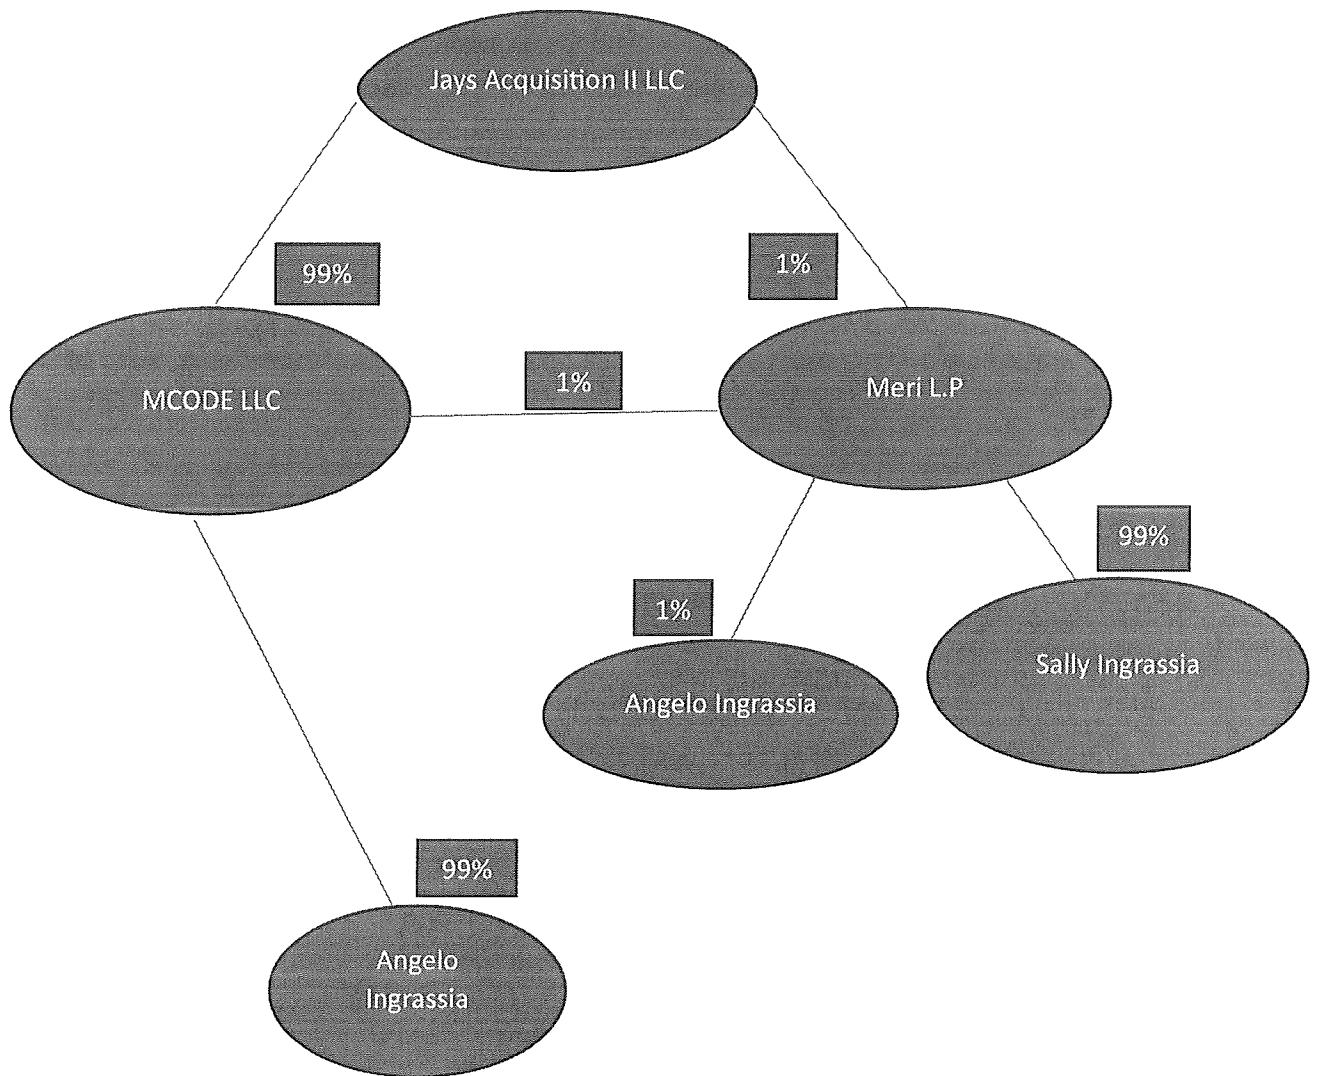 Jays Acquisition II LLC
99%
1%
MCODE LLC
1%
Meri L.P
99%
1%
Sally Ingrassia
Angelo Ingrassia
99%
Angelo
Ingrassia